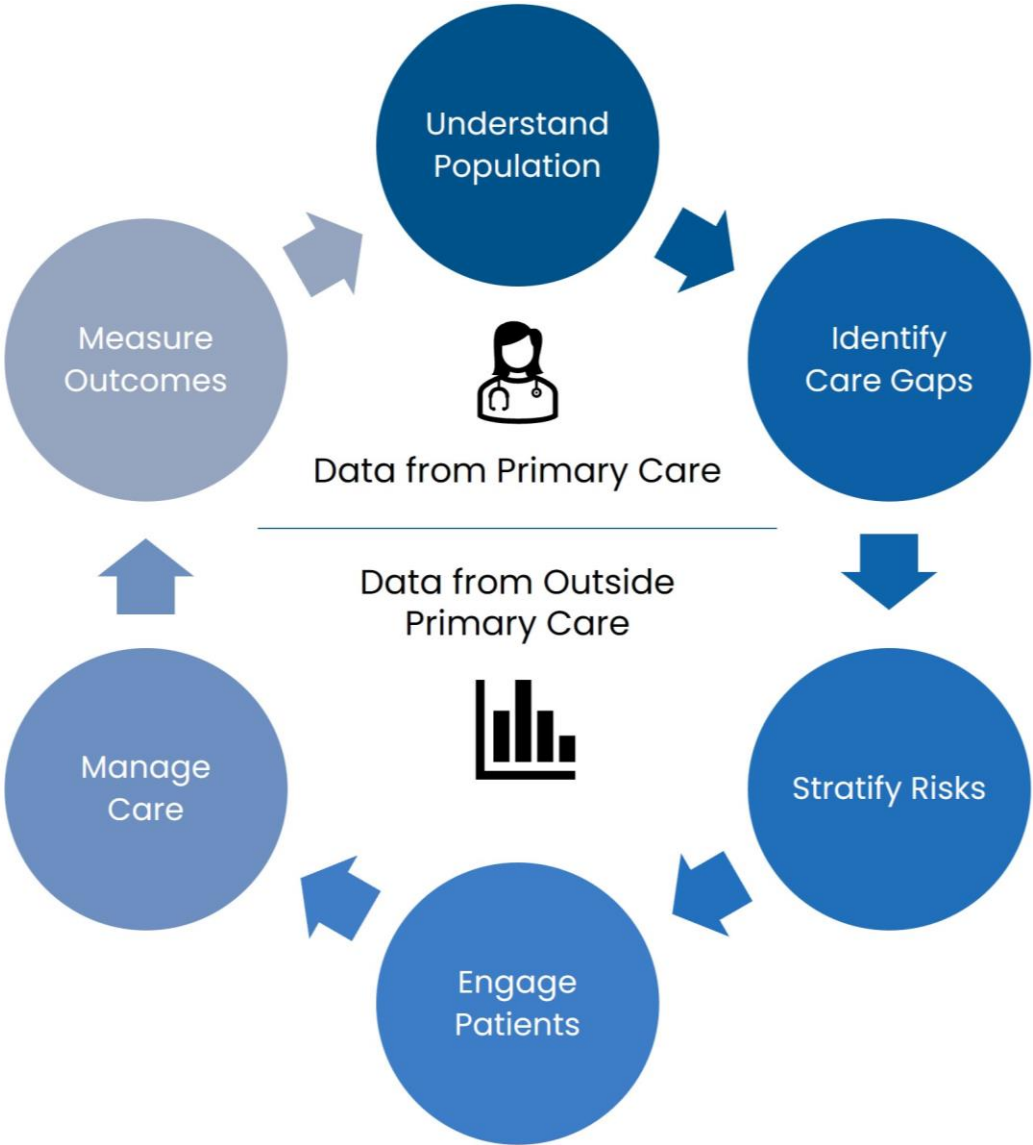 Understand
Population
Identify
Care Gaps
Stratify Risks
Engage
Patients
Manage
Care
Measure
Outcomes
Data from Primary Care
Data from Outside
Primary Care